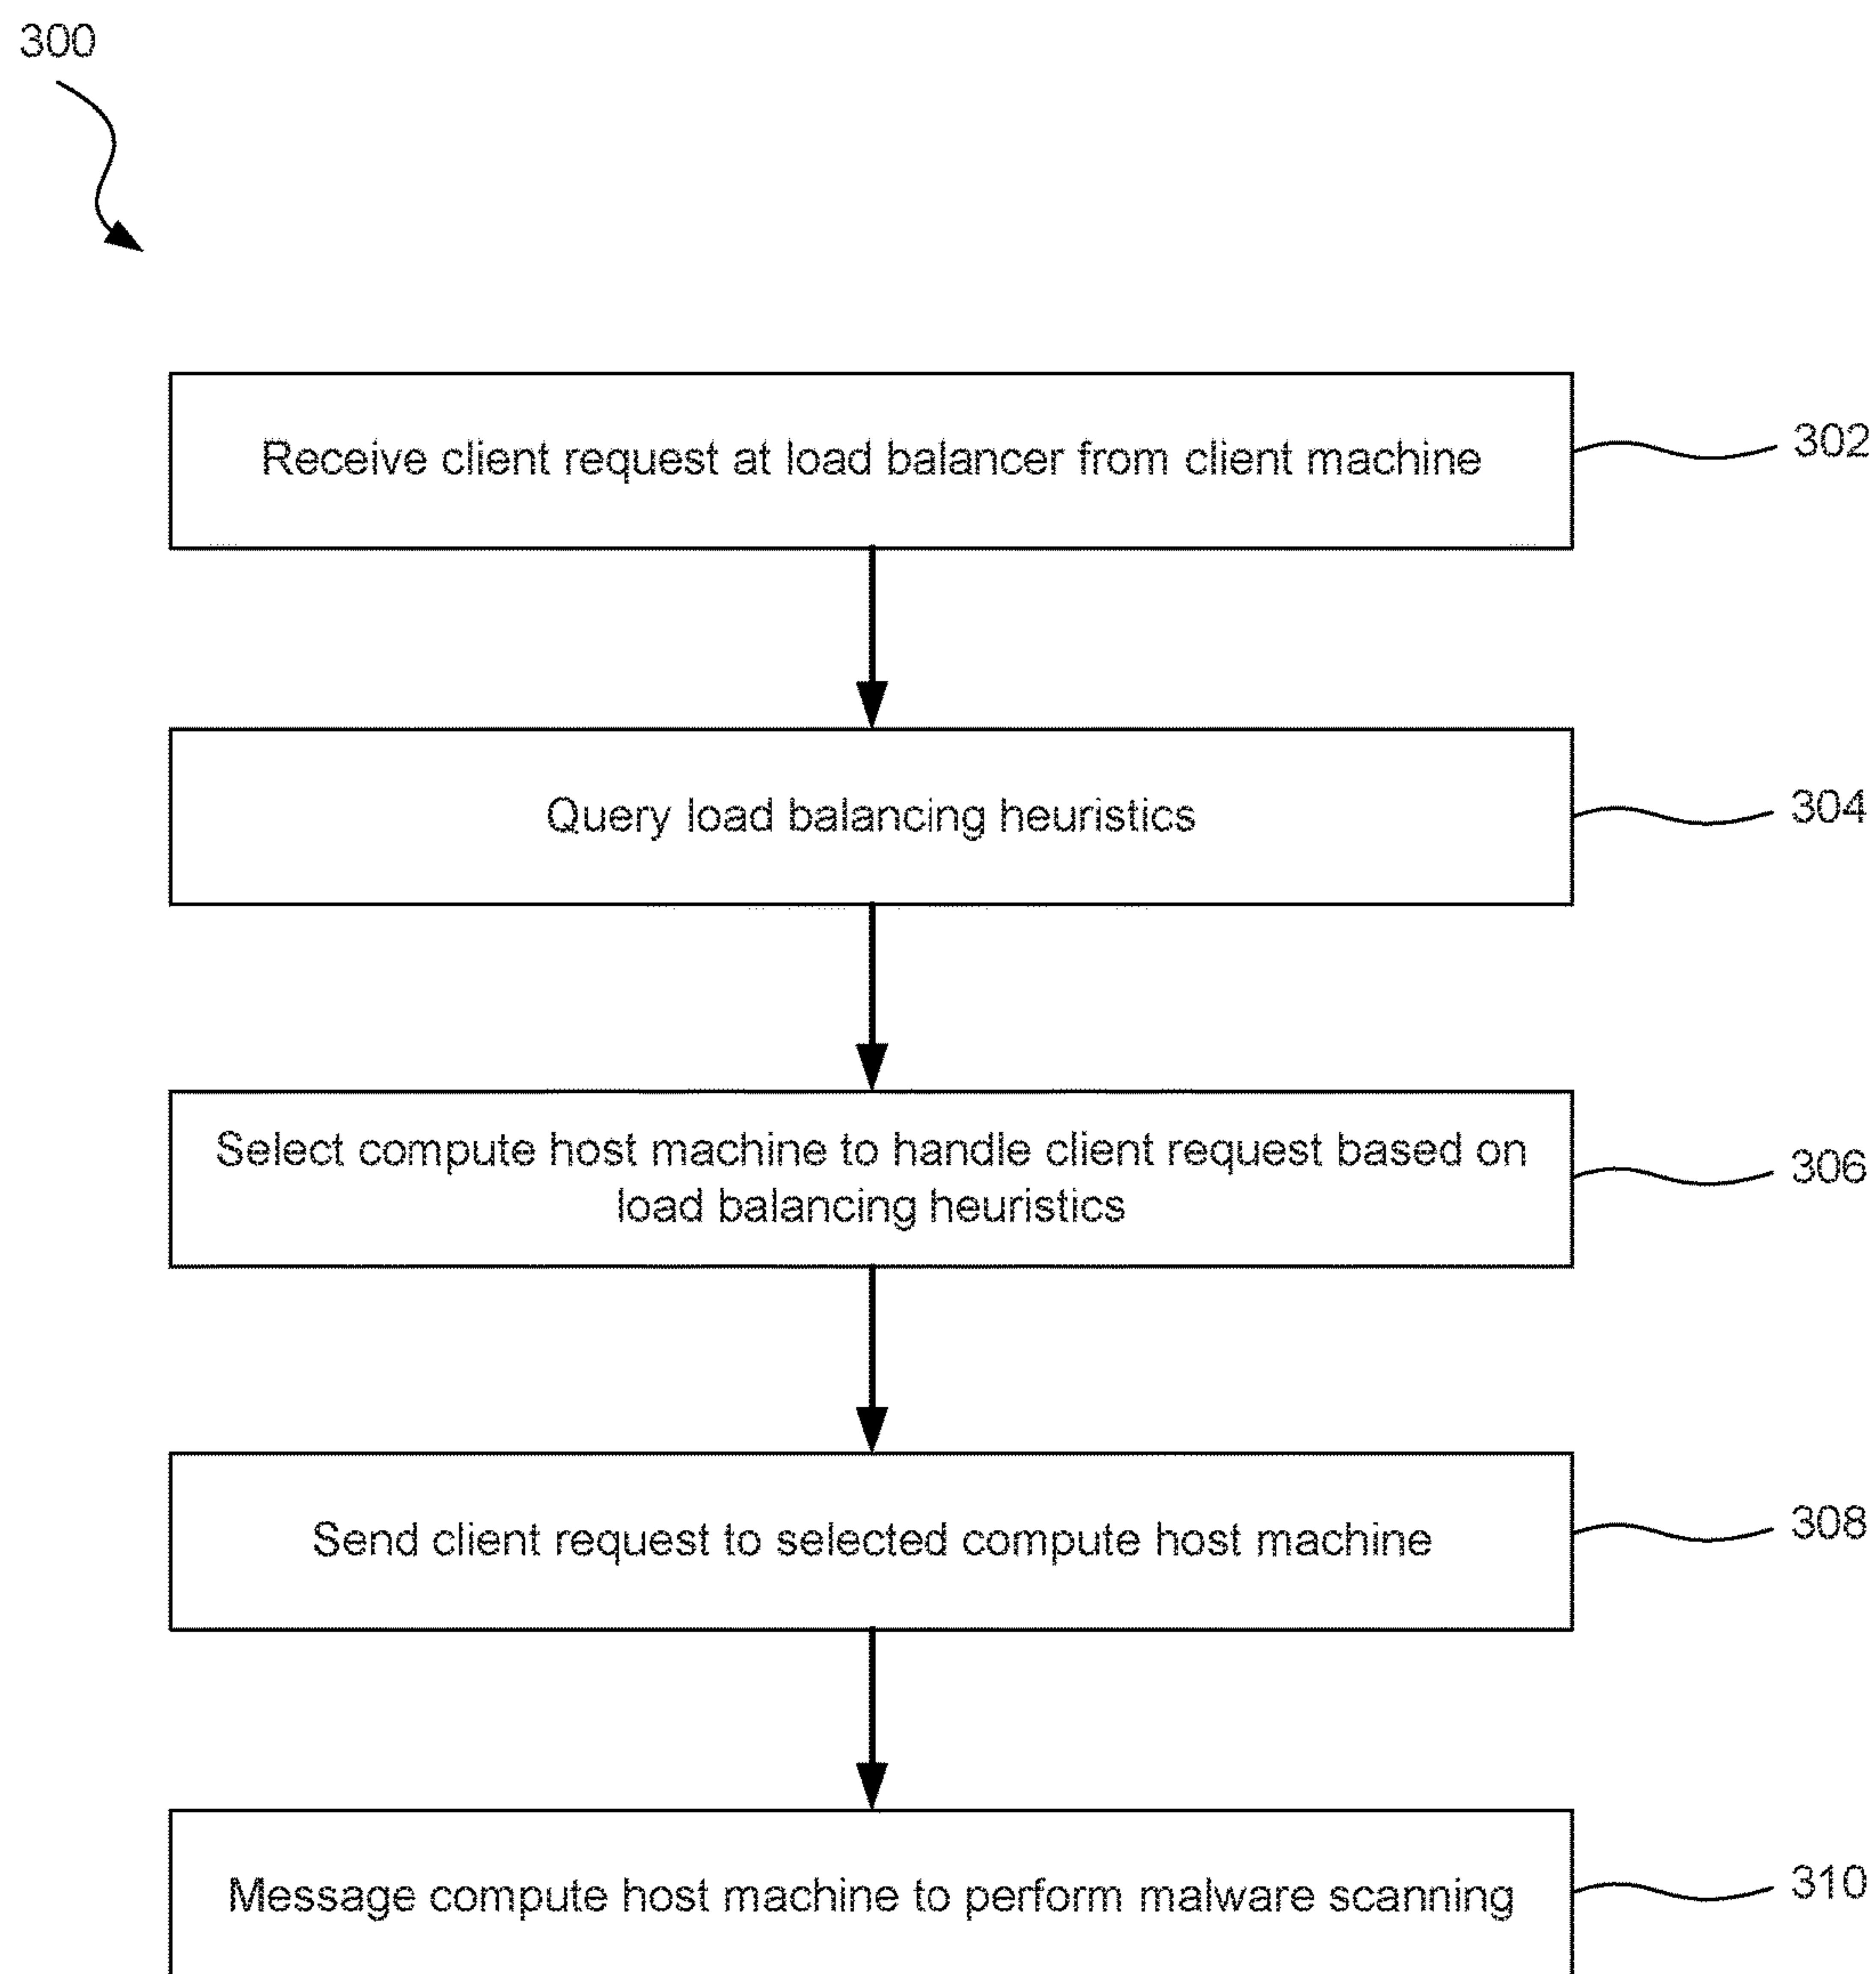 300
Receive client request at load balancer from client machine
302
Query load balancing heuristics
304
Select compute host machine to handle client request based on
load balancing heuristics
306
Send client request to selected compute host machine
308
Message compute host machine to perform malware scanning
310